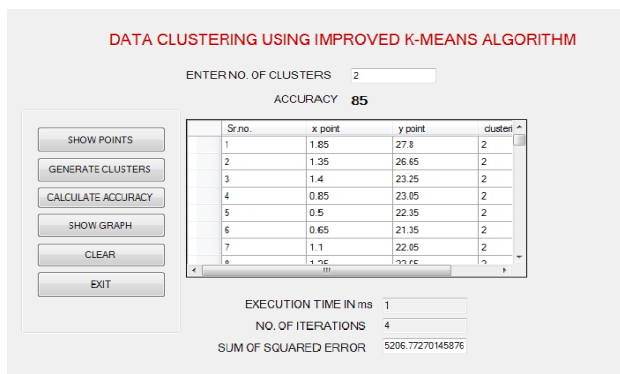 DATA CLUSTERING USING IMPROVED K-MEANS ALGORITHM
ENTER NO. OF CLUSTERS 2
ACCURACY 85
SHOW POINTS
GENERATE CLUSTERS
CALCULATE ACCURACY
SHOW GRAPH
CLEAR
EXIT
Sr.no. x point y point clusteri
1 1.85 27.8 2
2 1.35 26.65 2
3 1.4 23.25 2
4 0.85 23.05 2
5 0.5 22.35 2
6 0.65 21.35 2
7 1.1 22.05 2
EXECUTION TIME IN ms 1
NO. OF ITERATIONS 4
SUM OF SQUARED ERROR 5206.77270145876